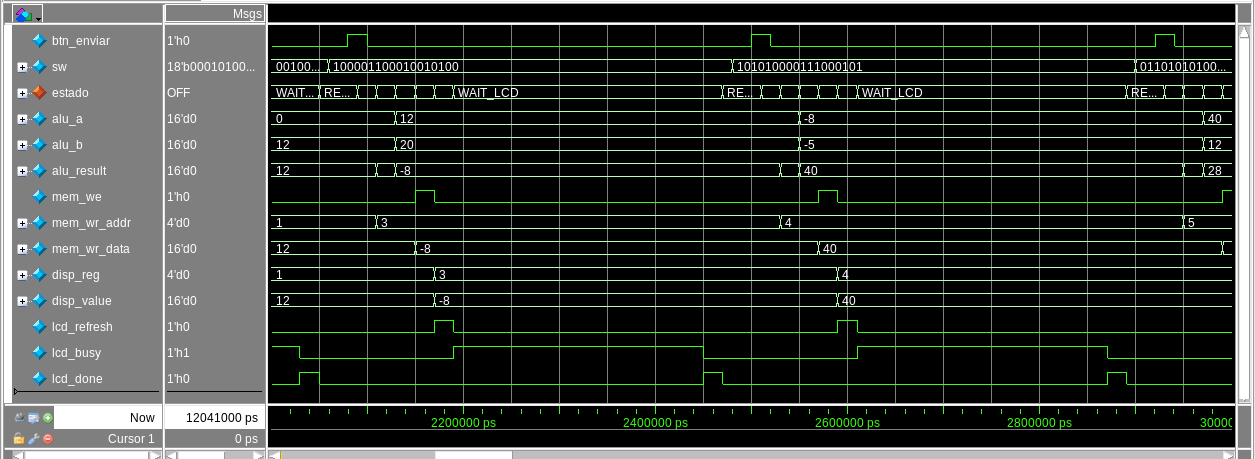 Msgs
btn_enviar 1'h0
sw 18'b00010100... 00100... 100001100010010100 101010000111000101 01101010100...
estado OFF WAIT... RE... WAIT_LCD RE... WAIT_LCD RE...
alu_a 16'd0 0 12 -8 40
alu_b 16'd0 12 20 -5 12
alu_result 16'd0 12 -8 40 28
mem_we 1'h0
mem_wr_addr 4'd0 1 3 4 5
mem_wr_data 16'd0 12 -8 40
disp_reg 4'd0 1 3 4
disp_value 16'd0 12 -8 40
lcd_refresh 1'h0
lcd_busy 1'h1
lcd_done 1'h0
Now 12041000 ps 2200000 ps 2400000 ps 2600000 ps 2800000 ps 30000
Cursor 1 0 ps